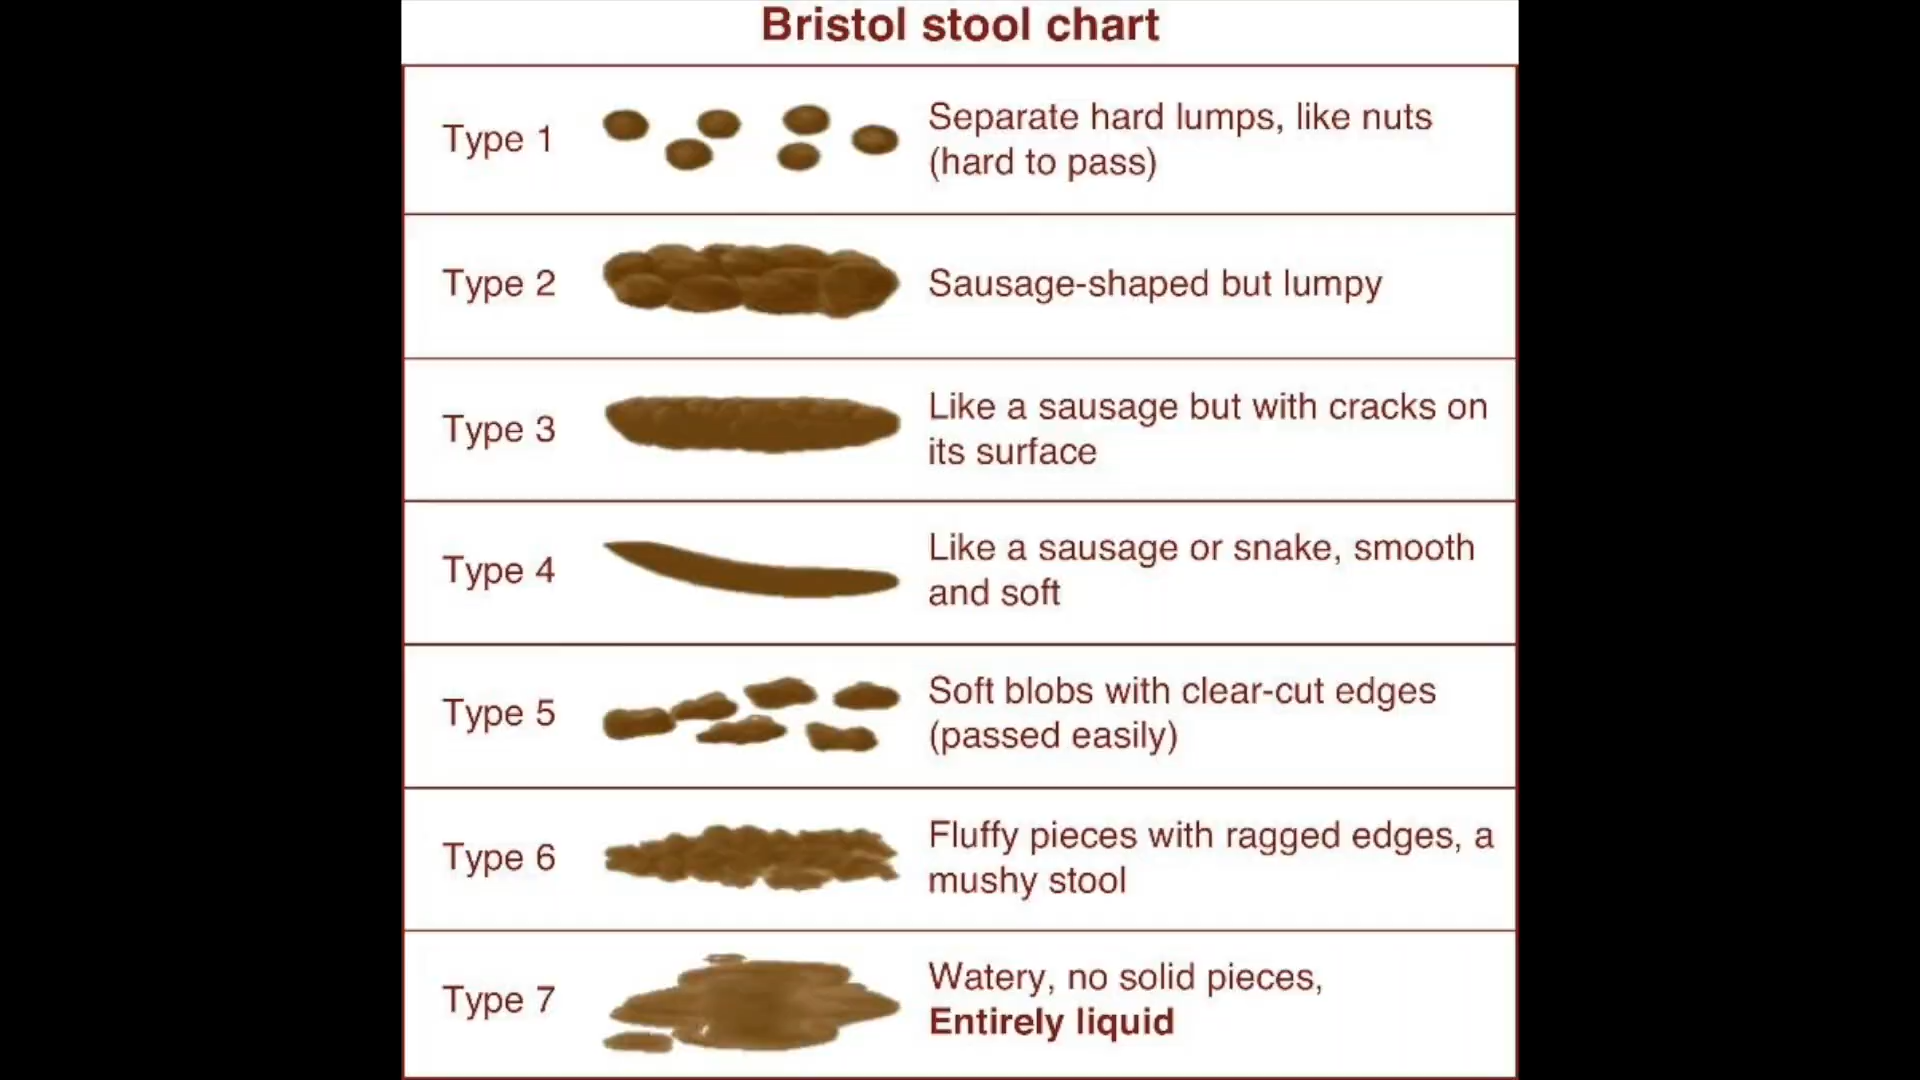 Bristol stool chart
Type 1
Separate hard lumps, like nuts
(hard to pass)
Type 2
Sausage-shaped but lumpy
Type 3
Like a sausage but with cracks on
its surface
Type 4
Like a sausage or snake, smooth
and soft
Type 5
Soft blobs with clear-cut edges
(passed easily)
Type 6
Fluffy pieces with ragged edges, a
mushy stool
Type 7
Watery, no solid pieces,
Entirely liquid